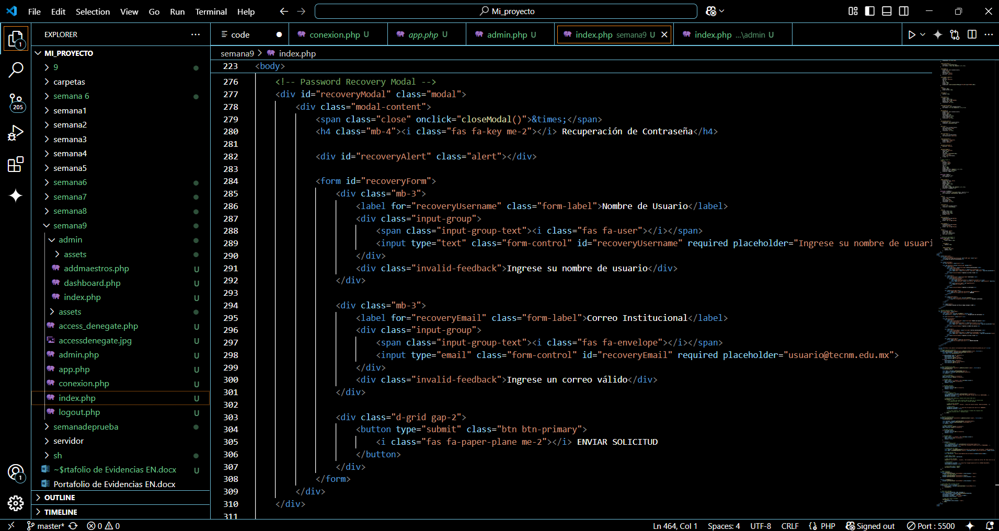 File Edit Selection View Go Run Terminal Help
Mi_proyecto
EXPLORER
code
conexion.php U
app.php U
admin.php U
index.php semana9 U
index.php ...\admin U
1
205
1
MI_PROYECTO
9
carpetas
semana 6
semana1
semana2
semana3
semana4
semana5
semana6
semana7
semana8
semana9
admin
assets
addmaestros.php U
dashboard.php U
index.php U
assets
access_denegate.php U
accessdenegate.jpg U
admin.php U
app.php U
conexion.php U
index.php U
logout.php U
semanadeprueba
servidor
sh
~$rtafolio de Evidencias EN.docx U
Portafolio de Evidencias EN.docx
OUTLINE
TIMELINE
semana9 > index.php
223 <body>
276 <!-- Password Recovery Modal -->
277 <div id="recoveryModal" class="modal">
278 <div class="modal-content">
279 <span class="close" onclick="closeModal()">&times;</span>
280 <h4 class="mb-4"><i class="fas fa-key me-2"></i> Recuperación de Contraseña</h4>
281
282 <div id="recoveryAlert" class="alert"></div>
283
284 <form id="recoveryForm">
285 <div class="mb-3">
286 <label for="recoveryUsername" class="form-label">Nombre de Usuario</label>
287 <div class="input-group">
288 <span class="input-group-text"><i class="fas fa-user"></i></span>
289 <input type="text" class="form-control" id="recoveryUsername" required placeholder="Ingrese su nombre de usuari
290 </div>
291 <div class="invalid-feedback">Ingrese su nombre de usuario</div>
292 </div>
293
294 <div class="mb-3">
295 <label for="recoveryEmail" class="form-label">Correo Institucional</label>
296 <div class="input-group">
297 <span class="input-group-text"><i class="fas fa-envelope"></i></span>
298 <input type="email" class="form-control" id="recoveryEmail" required placeholder="usuario@tecnm.edu.mx">
299 </div>
300 <div class="invalid-feedback">Ingrese un correo válido</div>
301 </div>
302
303 <div class="d-grid gap-2">
304 <button type="submit" class="btn btn-primary">
305 <i class="fas fa-paper-plane me-2"></i> ENVIAR SOLICITUD
306 </button>
307 </div>
308 </form>
309 </div>
310 </div>
311
master* 0 0
Ln 464, Col 1 Spaces: 4 UTF-8 CRLF {} PHP Signed out Port : 5500